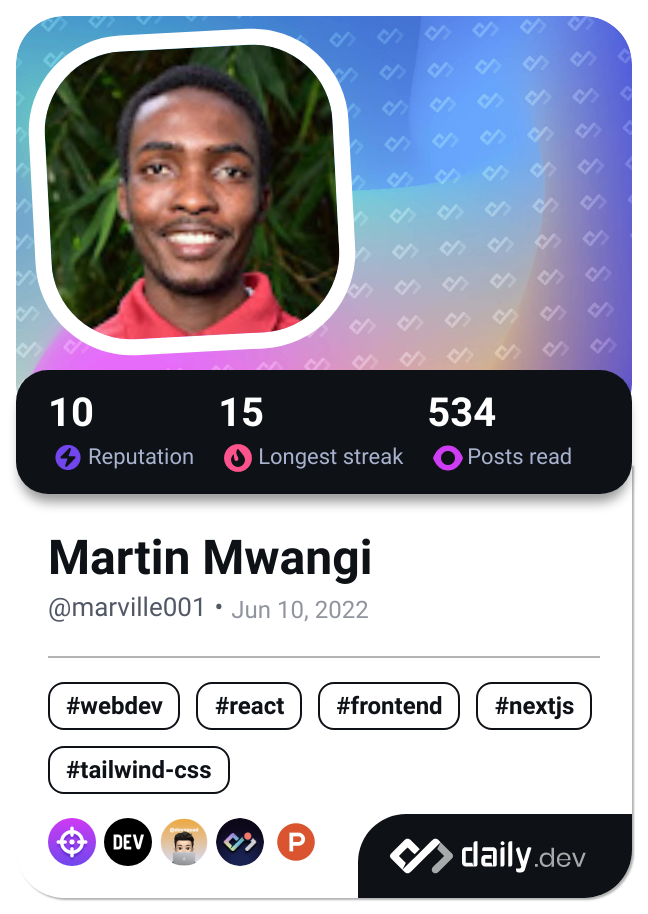 10 15 534
Reputation Longest streak Posts read
Martin Mwangi
@marville001 • Jun 10, 2022
#webdev #react #frontend #nextjs
#tailwind-css
DEV P
daily.dev